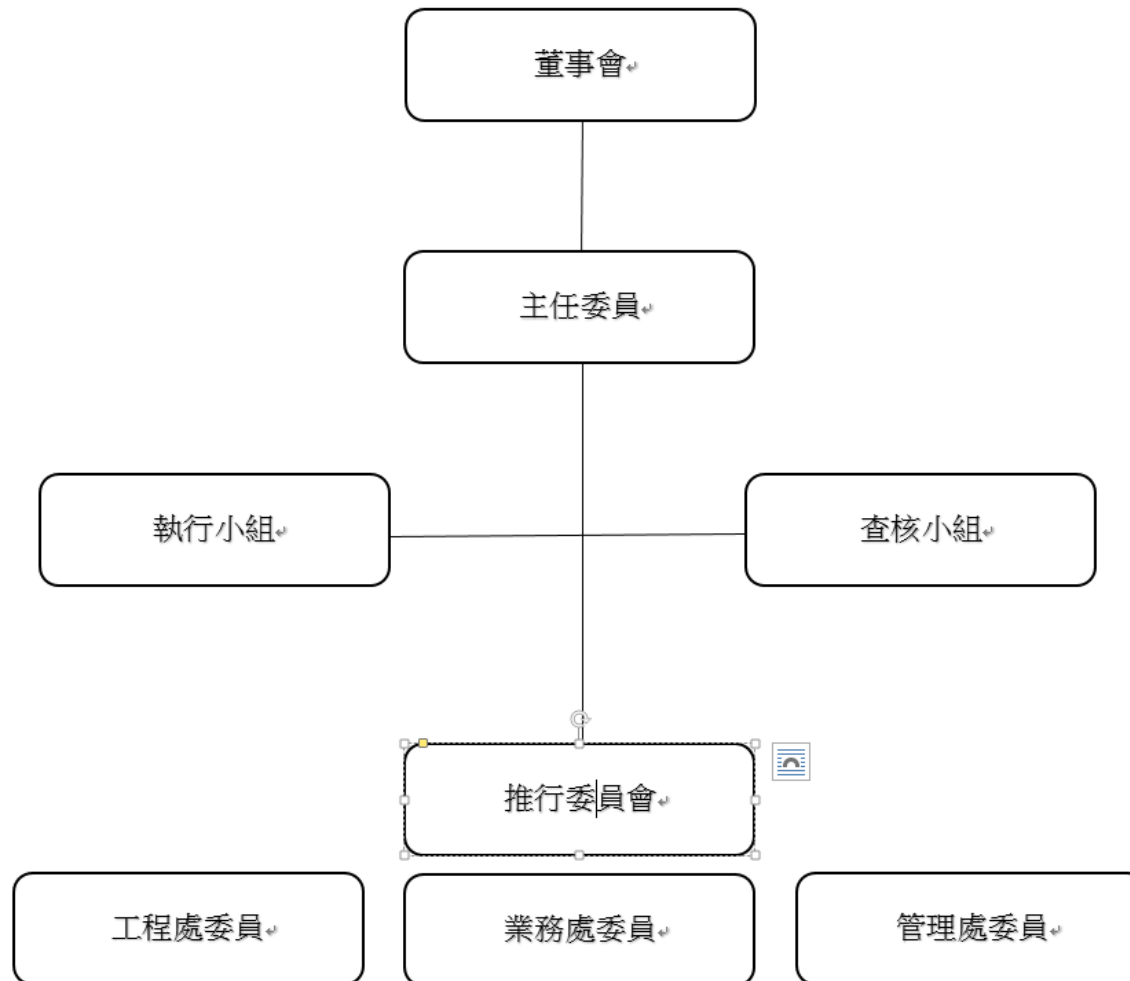 董事會
主任委員
執行小組
查核小組
推行委員會
工程處委員
業務處委員
管理處委員